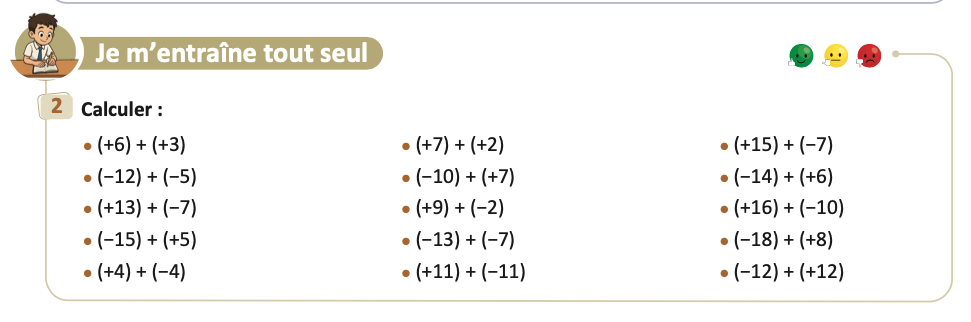 Je m'entraîne tout seul
2 Calculer :
• (+6) + (+3) • (+7) + (+2) • (+15) + (−7)
• (−12) + (−5) • (−10) + (+7) • (−14) + (+6)
• (+13) + (−7) • (+9) + (−2) • (+16) + (−10)
• (−15) + (+5) • (−13) + (−7) • (−18) + (+8)
• (+4) + (−4) • (+11) + (−11) • (−12) + (+12)